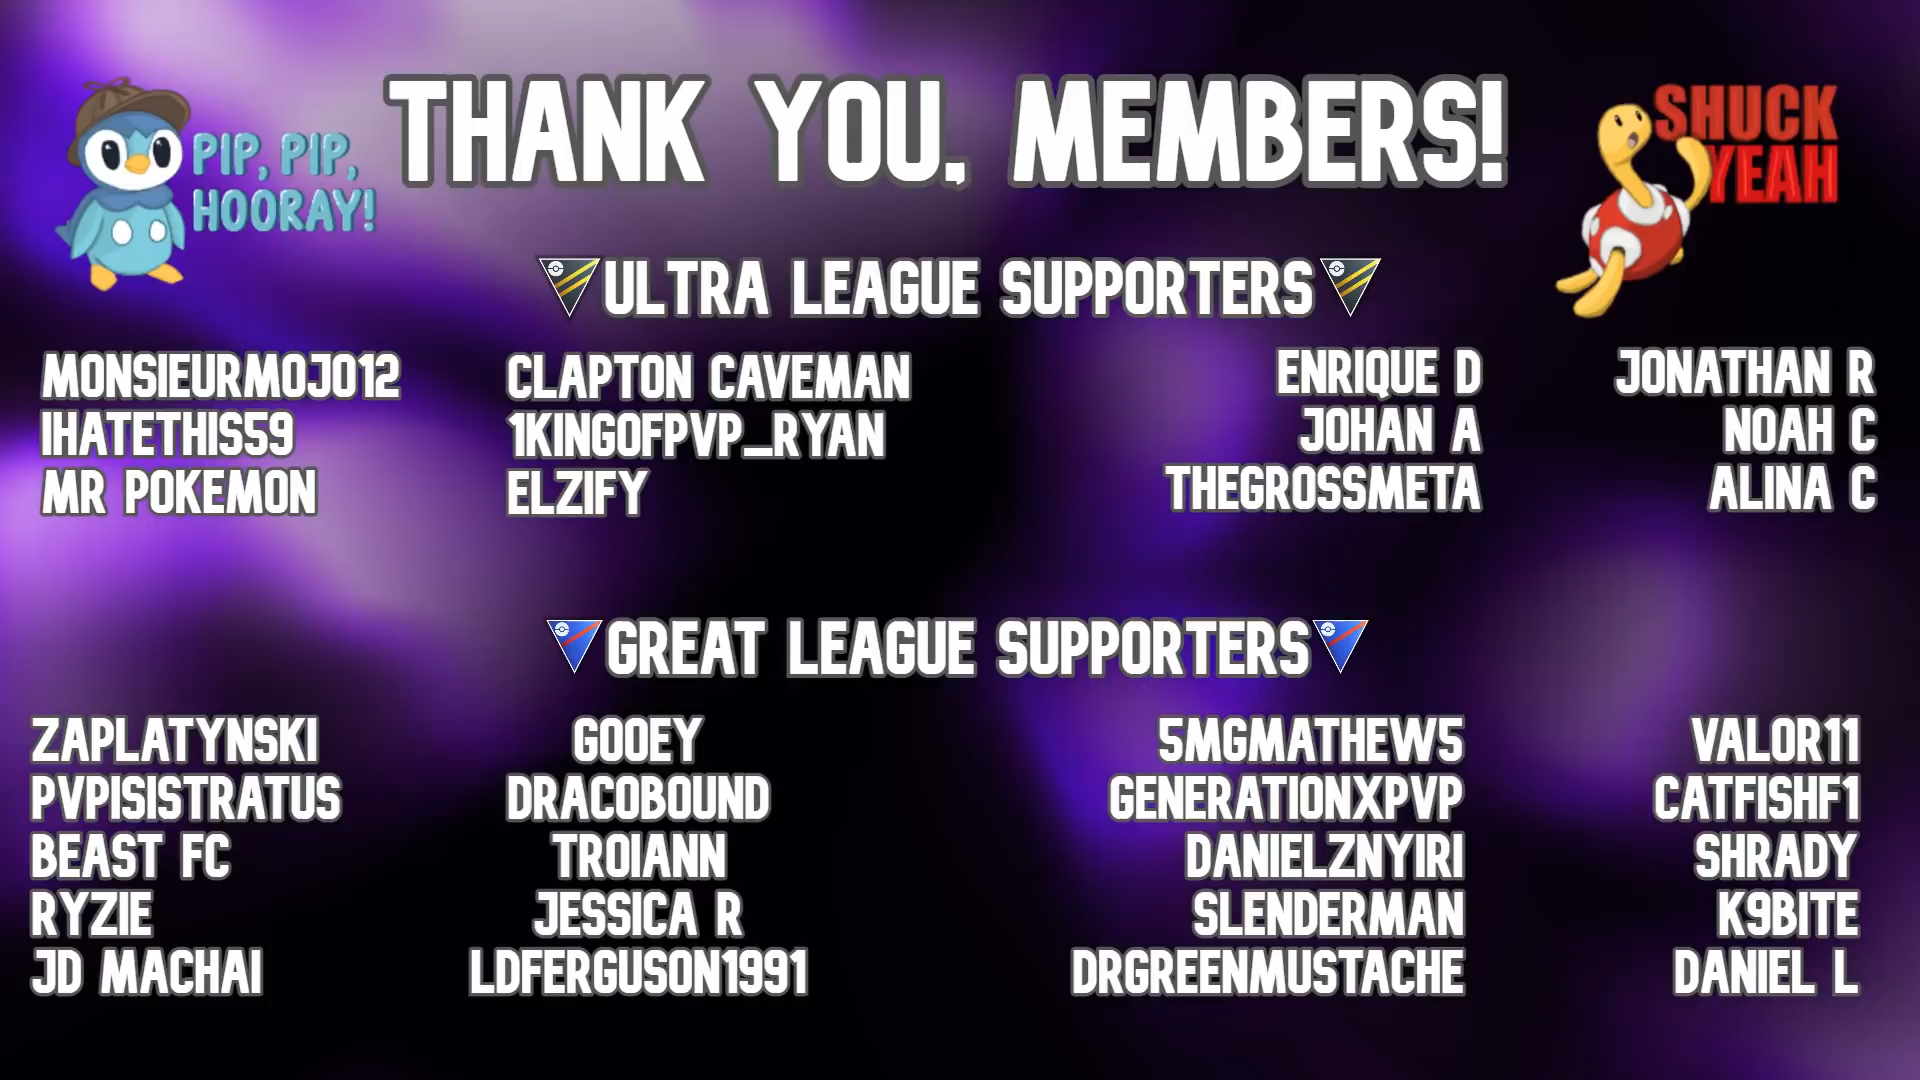 THANK YOU, MEMBERS!
PIP, PIP,
HOORAY!
SHUCK
YEAH
ULTRA LEAGUE SUPPORTERS
MONSIEURMOJO12
IHATETHIS59
MR POKEMON
CLAPTON CAVEMAN
1KINGOFPVP_RYAN
ELZIFY
ENRIQUE D
JOHAN A
THEGROSSMETA
JONATHAN R
NOAH C
ALINA C
GREAT LEAGUE SUPPORTERS
ZAPLATYNSKI
PVPISISTRATUS
BEAST FC
RYZIE
JD MACHAI
GOOEY
DRACOBOUND
TROIANN
JESSICA R
LDFERGUSON1991
5MGMATHEW5
GENERATIONXPVP
DANIELZNYIRI
SLENDERMAN
DRGREENMUSTACHE
VALOR11
CATFISHF1
SHRADY
K9BITE
DANIEL L